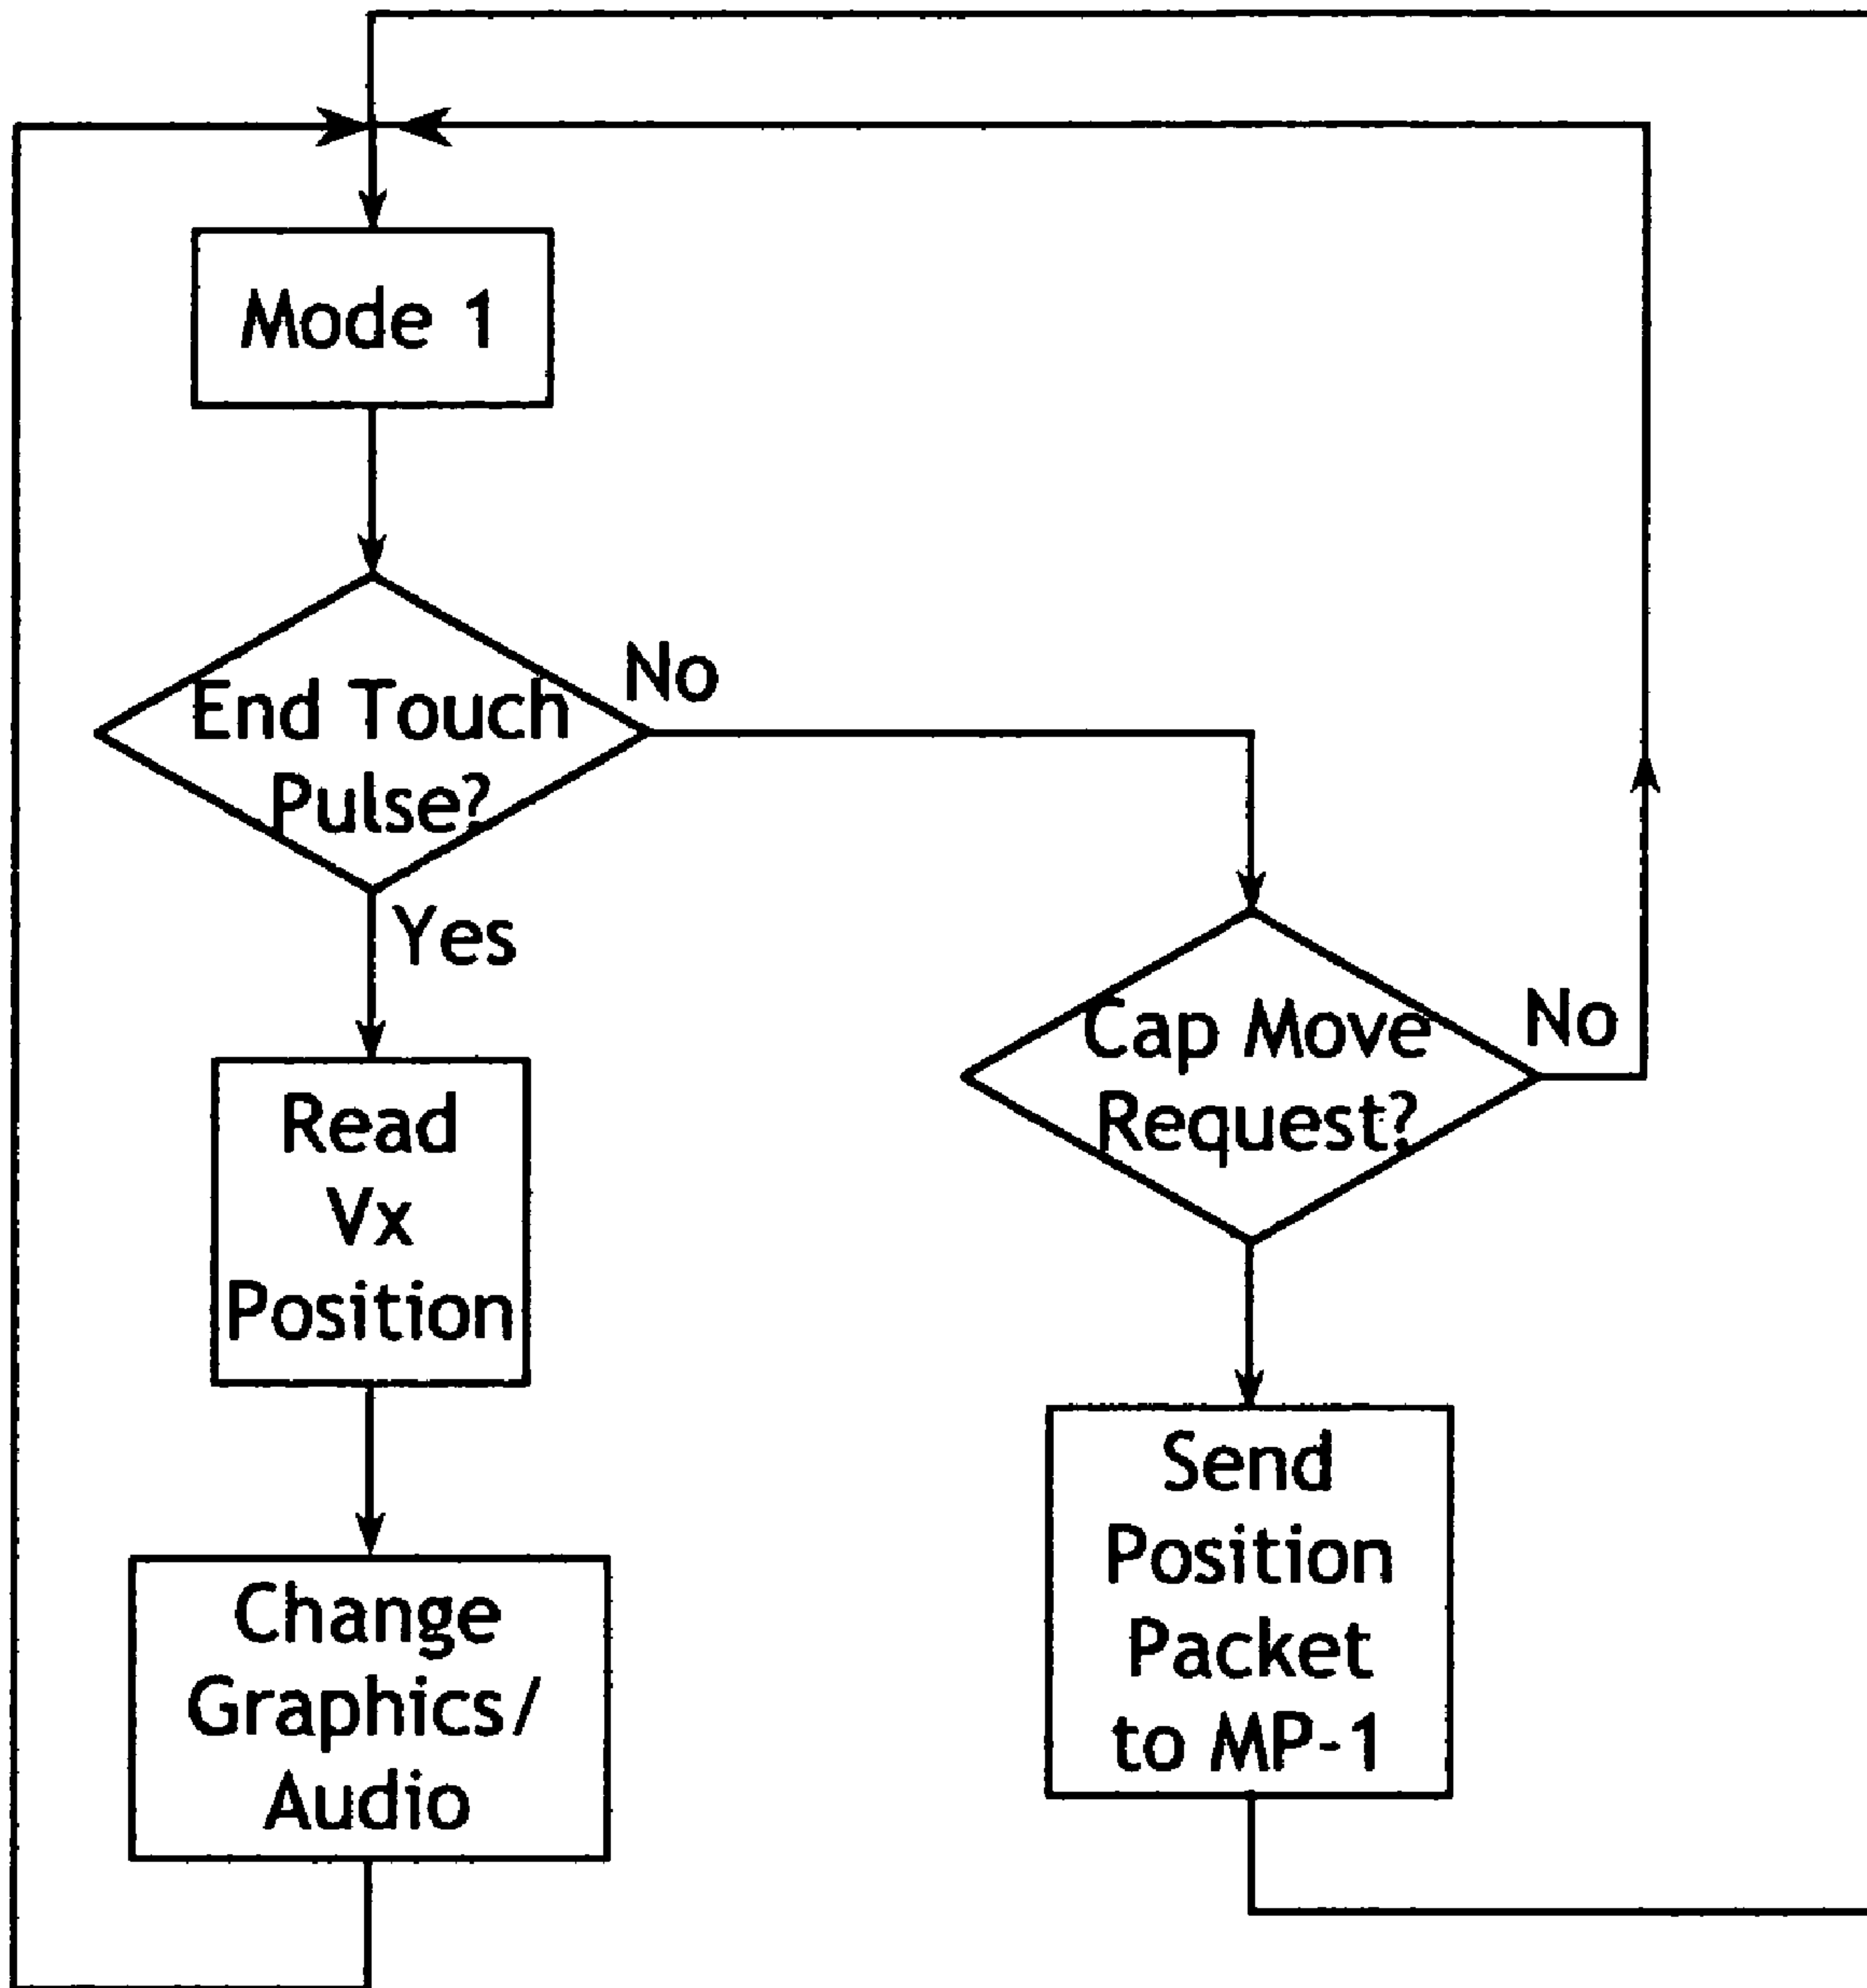 Mode 1
End Touch
Pulse?
No
Yes
Read
Vx
Position
Change
Graphics/
Audio
Cap Move
Request?
No
Send
Position
Packet
to MP-1